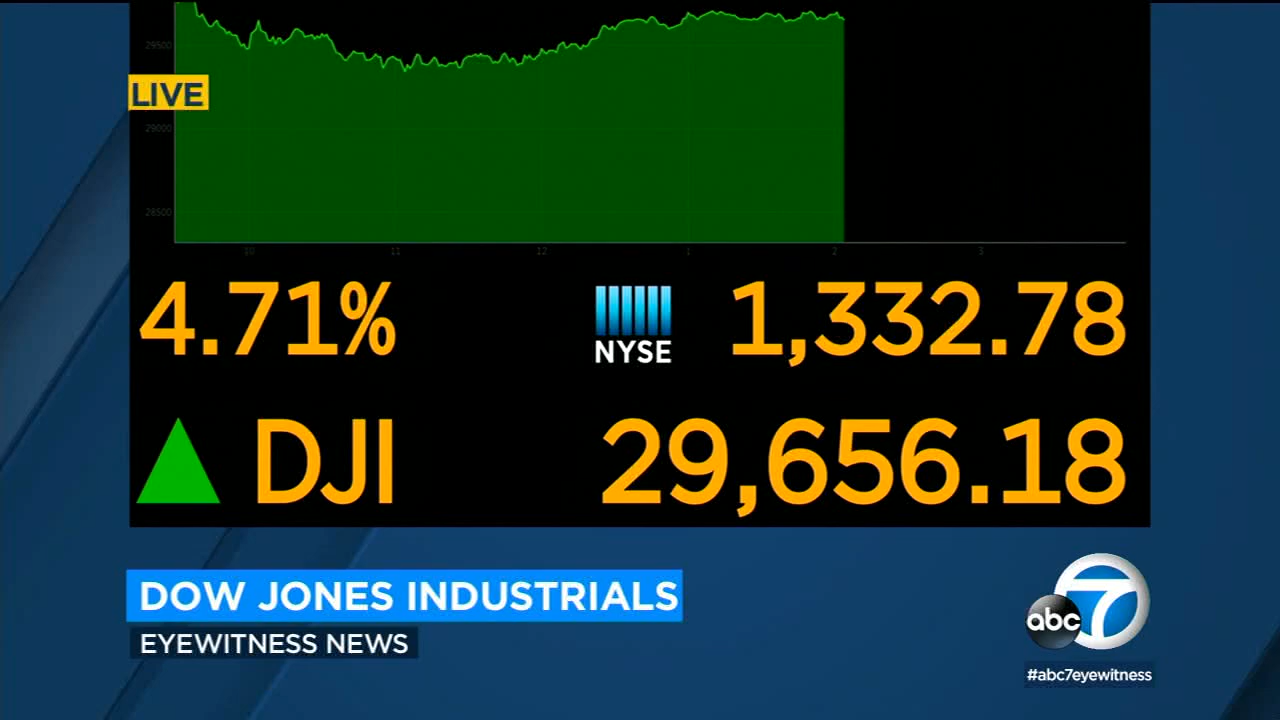 29500
LIVE
29000
28500
10 11 12 1 2 3
4.71% NYSE 1,332.78
DJI 29,656.18
DOW JONES INDUSTRIALS
EYEWITNESS NEWS
abc 7
#abc7eyewitness